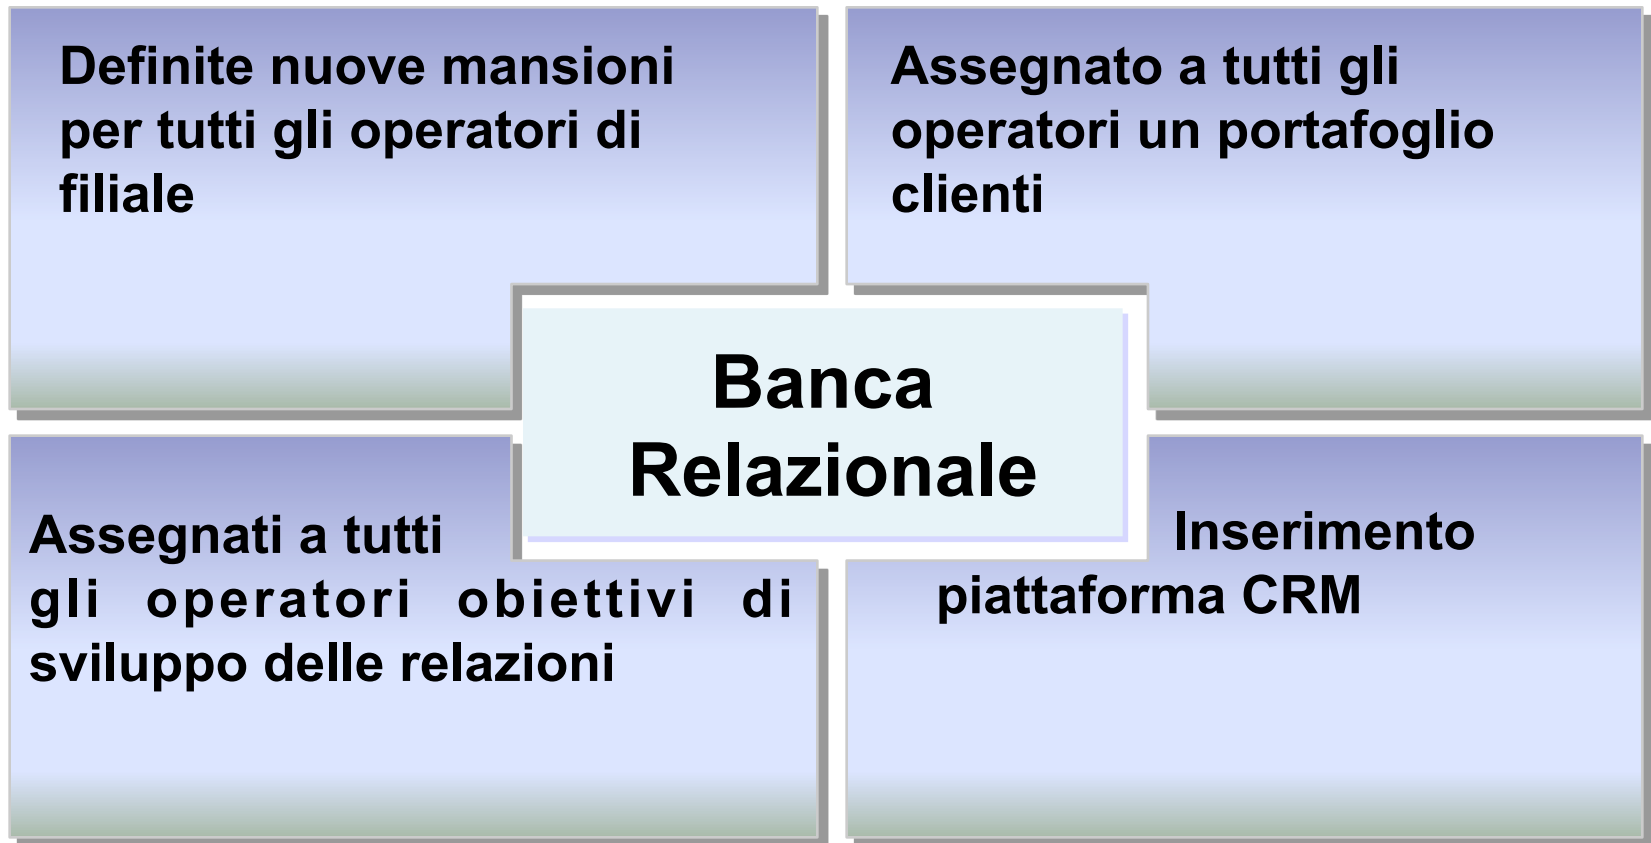 Definite nuove mansioni
per tutti gli operatori di
filiale
Assegnato a tutti gli
operatori un portafoglio
clienti
Banca
Relazionale
Assegnati a tutti
gli operatori obiettivi di
sviluppo delle relazioni
Inserimento
piattaforma CRM